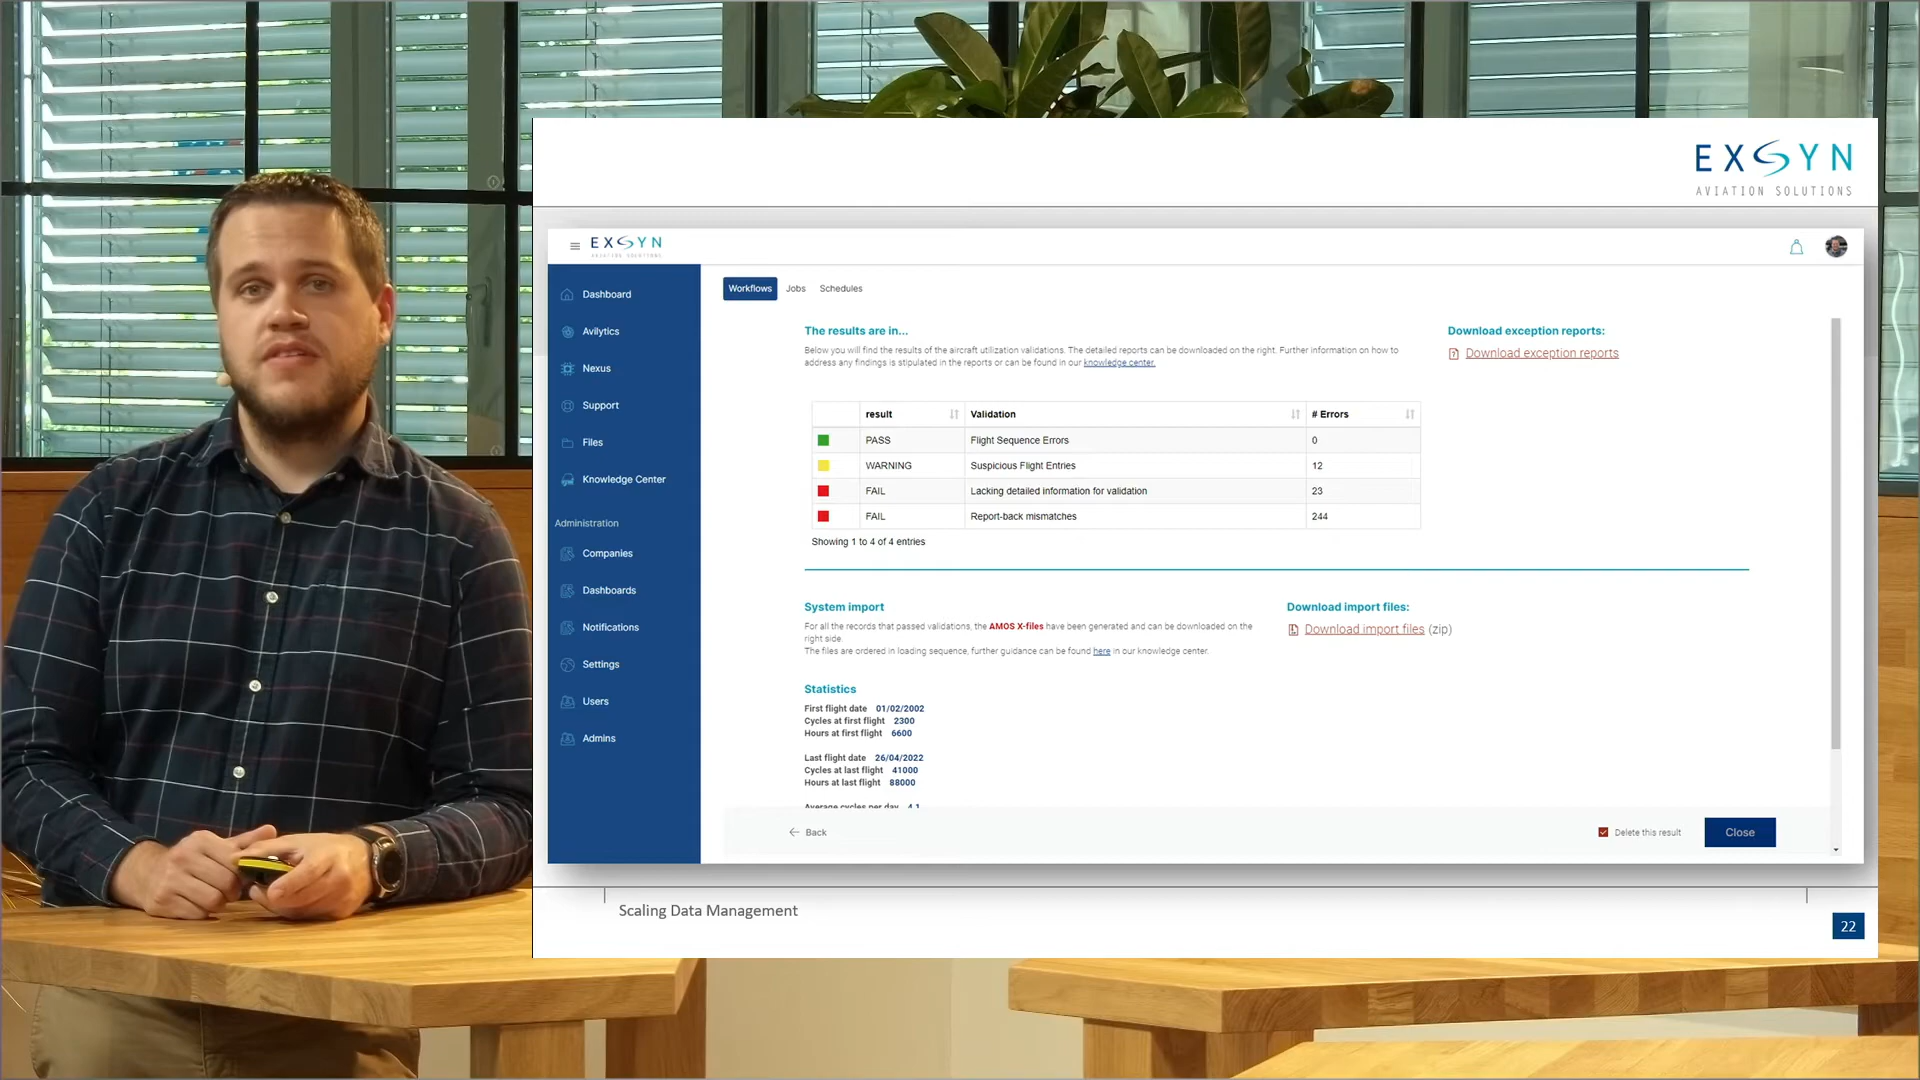 EXSYN
AVIATION SOLUTIONS
EXSYN
AVIATION SOLUTIONS
Dashboard
Avilytics
Nexus
Support
Files
Knowledge Center
Administration
Companies
Dashboards
Notifications
Settings
Users
Admins
Workflows Jobs Schedules
The results are in...
Below you will find the results of the aircraft utilization validations. The detailed reports can be downloaded on the right. Further information on how to
address any findings is stipulated in the reports or can be found in our knowledge center.
Download exception reports:
Download exception reports
result Validation # Errors
PASS Flight Sequence Errors 0
WARNING Suspicious Flight Entries 12
FAIL Lacking detailed information for validation 23
FAIL Report-back mismatches 244
Showing 1 to 4 of 4 entries
System import
For all the records that passed validations, the AMOS X-files have been generated and can be downloaded on the
right side.
The files are ordered in loading sequence, further guidance can be found here in our knowledge center.
Download import files:
Download import files (zip)
Statistics
First flight date 01/02/2002
Cycles at first flight 2300
Hours at first flight 6600
Last flight date 26/04/2022
Cycles at last flight 41000
Hours at last flight 88000
Average cycles per day 4.1
Back
Delete this result
Close
Scaling Data Management
22